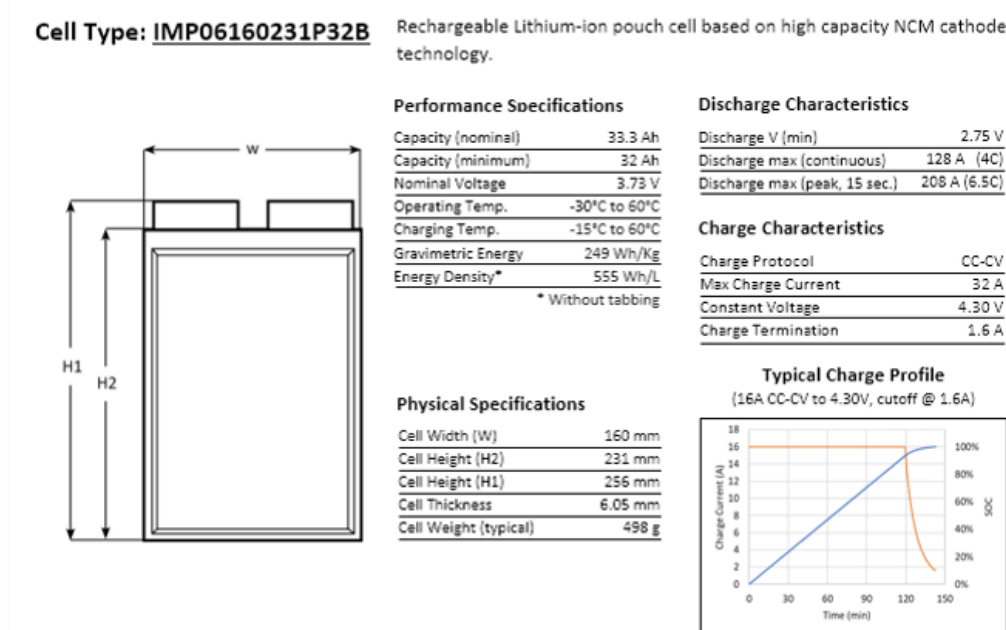 Cell Type: IMP06160231P32B
Rechargeable Lithium-ion pouch cell based on high capacity NCM cathode
technology.
W
H1
H2
Performance Specifications
Capacity (nominal) 33.3 Ah
Capacity (minimum) 32 Ah
Nominal Voltage 3.73 V
Operating Temp. -30°C to 60°C
Charging Temp. -15°C to 60°C
Gravimetric Energy 249 Wh/Kg
Energy Density* 555 Wh/L
* Without tabbing
Physical Specifications
Cell Width (W) 160 mm
Cell Height (H2) 231 mm
Cell Height (H1) 256 mm
Cell Thickness 6.05 mm
Cell Weight (typical) 498 g
Discharge Characteristics
Discharge V (min) 2.75 V
Discharge max (continuous) 128 A (4C)
Discharge max (peak, 15 sec.) 208 A (6.5C)
Charge Characteristics
Charge Protocol CC-CV
Max Charge Current 32 A
Constant Voltage 4.30 V
Charge Termination 1.6 A
Typical Charge Profile
(16A CC-CV to 4.30V, cutoff @ 1.6A)
Charge Current (A)
18
16
14
12
10
8
6
4
2
0
100%
80%
60%
40%
20%
0%
SOC
0 30 60 90 120 150
Time (min)